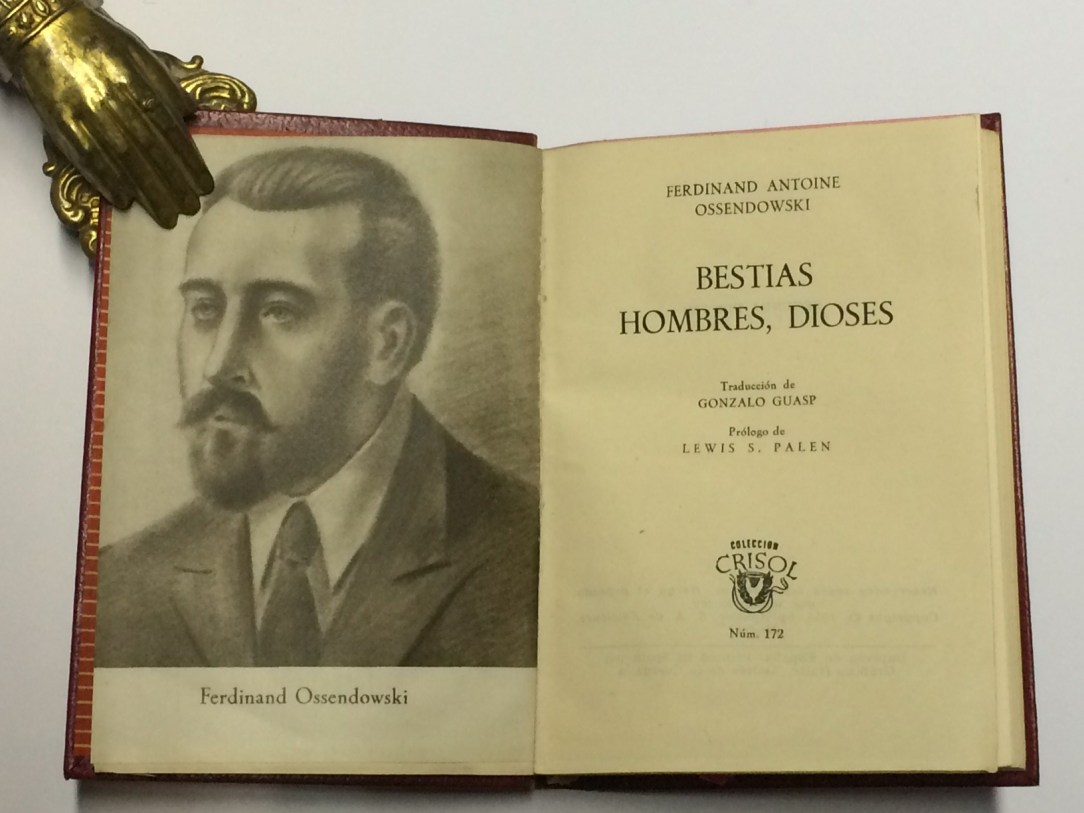 Ferdinand Ossendowski
FERDINAND ANTOINE
OSSENDOWSKI
BESTIAS
HOMBRES, DIOSES
Traducción de
GONZALO GUASP
Prólogo de
LEWIS S. PALEN
COLECCION
CRISOL
Núm. 172